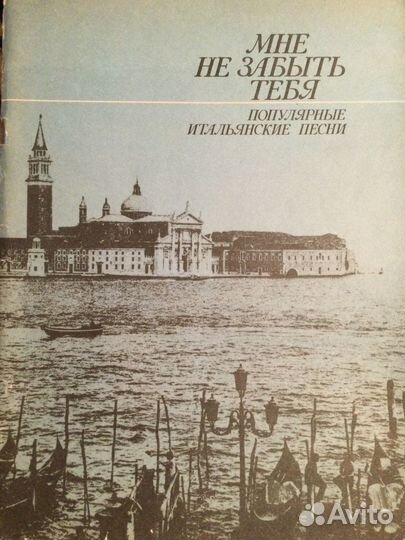 МНЕ
НЕ ЗАБЫТЬ
ТЕБЯ
ПОПУЛЯРНЫЕ
ИТАЛЬЯНСКИЕ ПЕСНИ
Avito